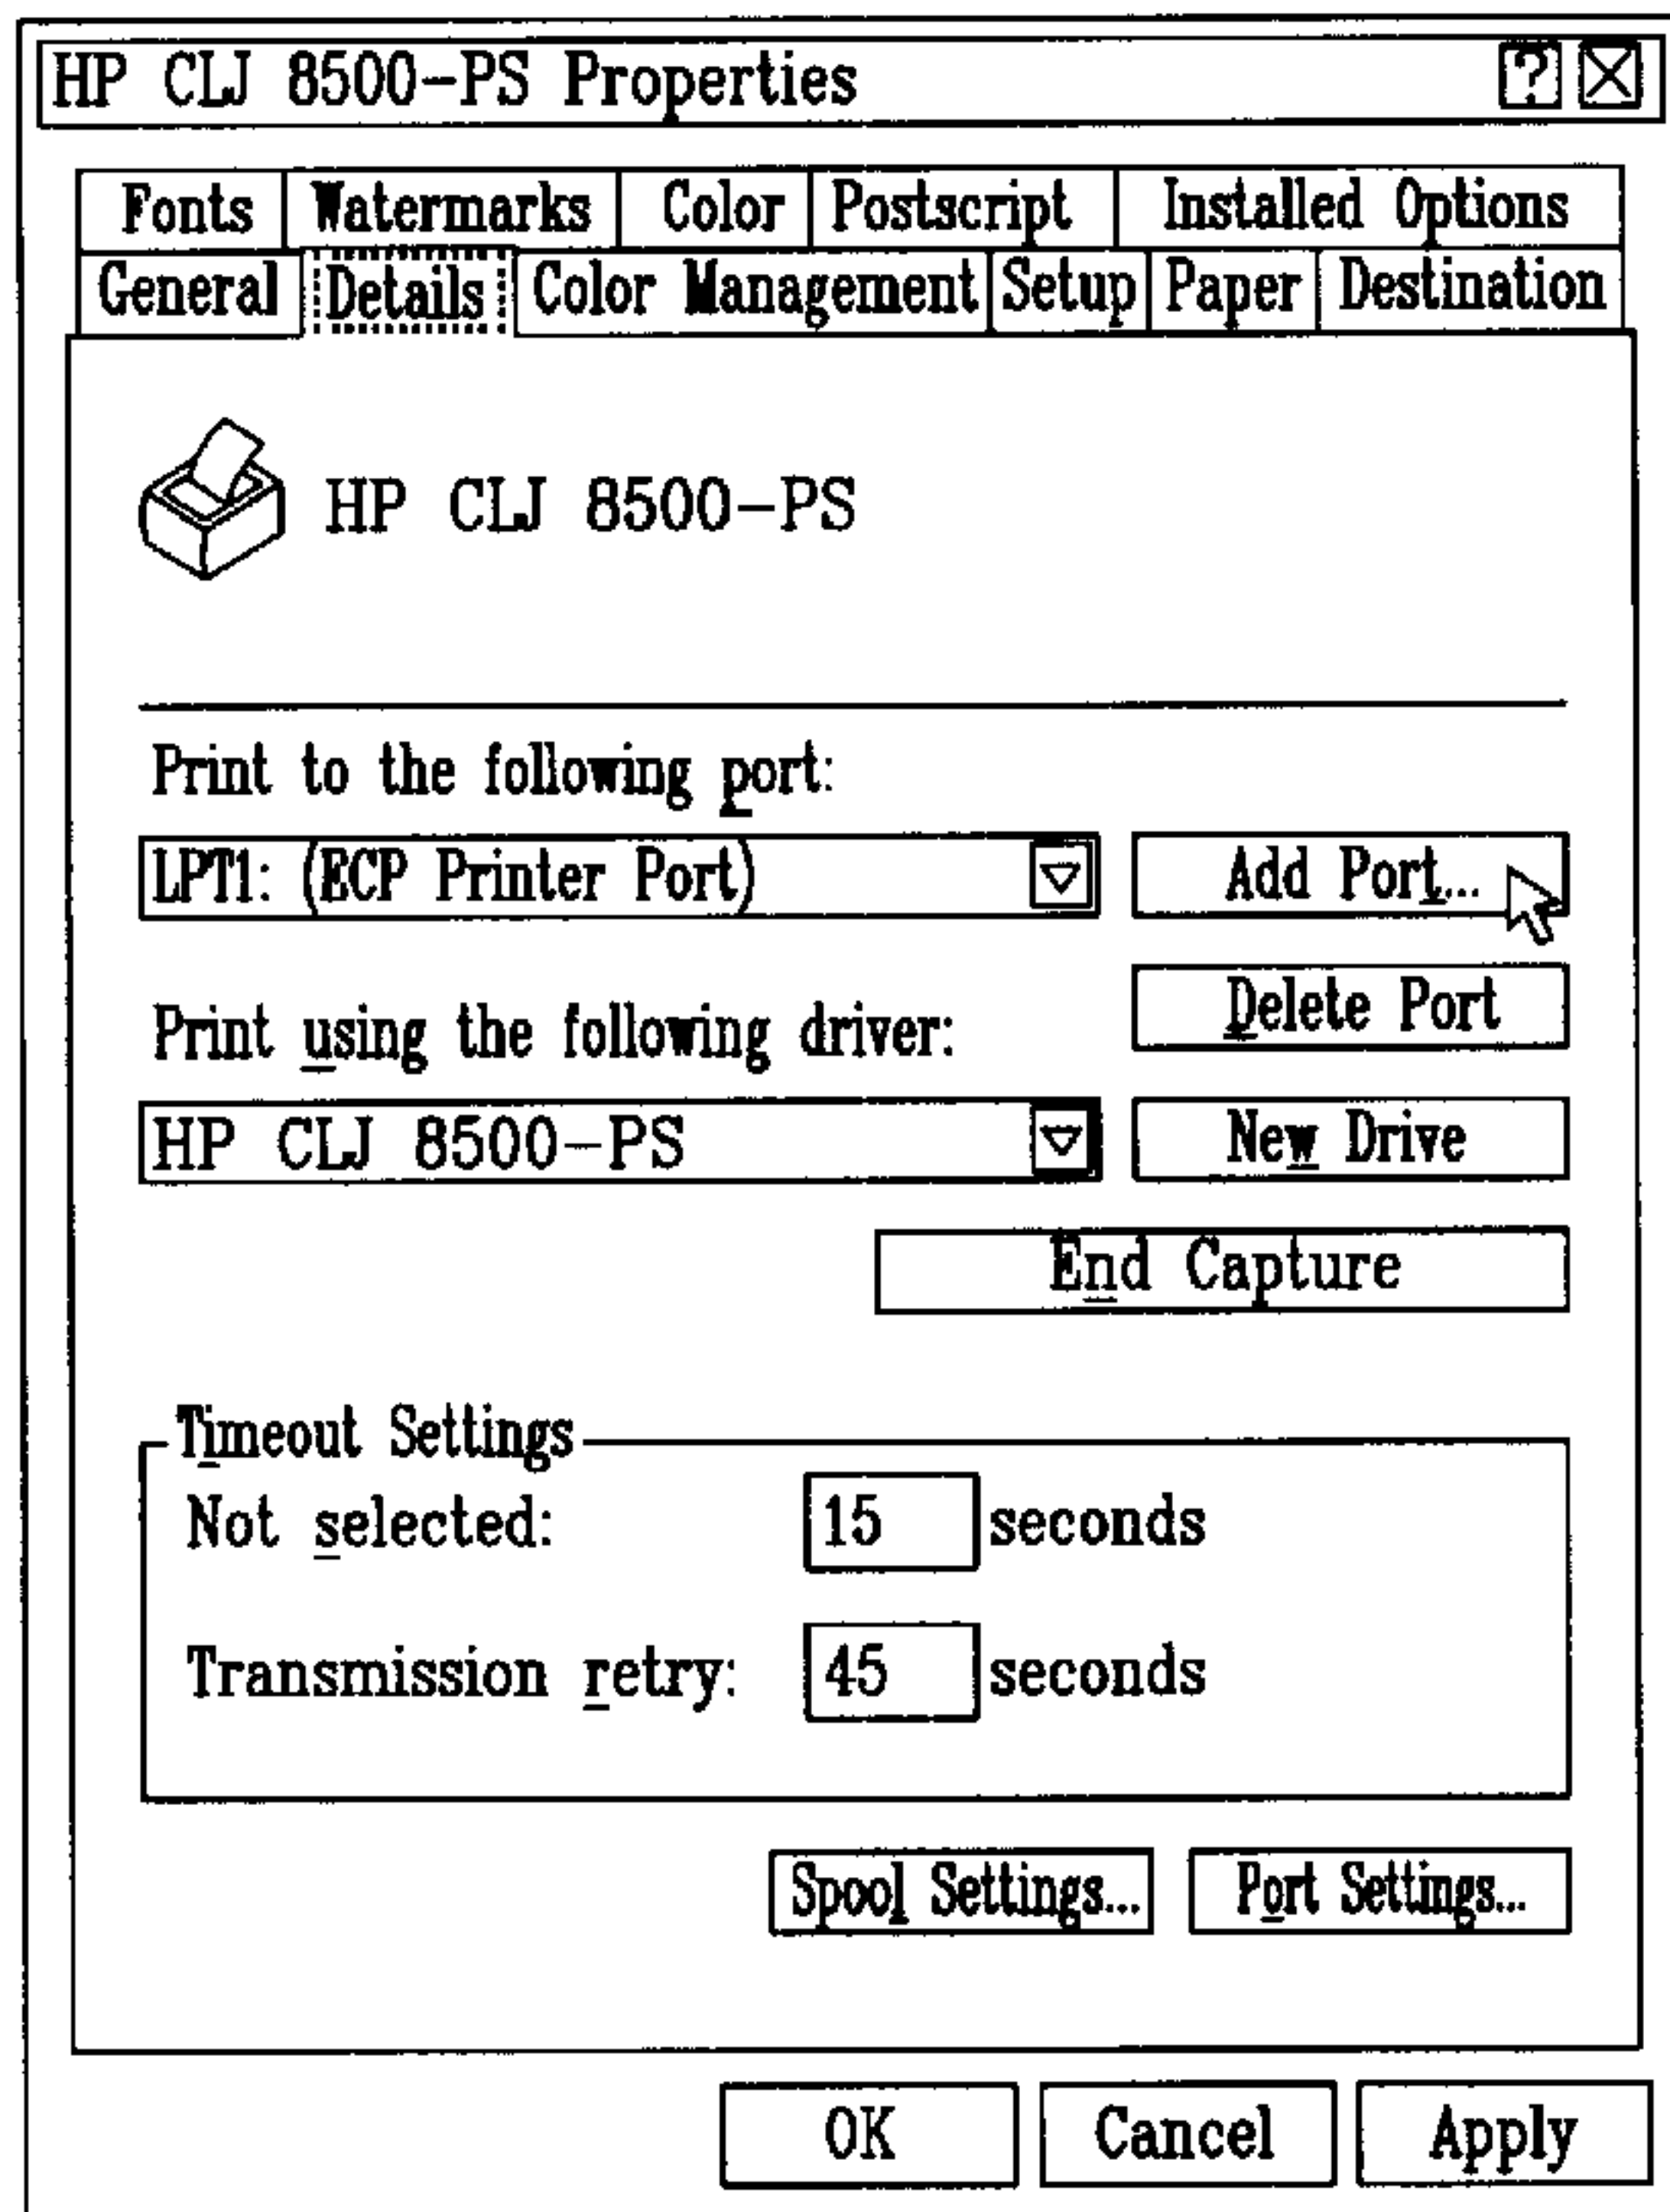 HP CLJ 8500-PS Properties ?
Fonts Watermarks Color Postscript Installed Options
General Details Color Management Setup Paper Destination
HP CLJ 8500-PS
Print to the following port:
LPT1: (ECP Printer Port) Add Port...
Delete Port
Print using the following driver:
HP CLJ 8500-PS New Drive
End Capture
Timeout Settings
Not selected: 15 seconds
Transmission retry: 45 seconds
Spool Settings... Port Settings...
OK Cancel Apply